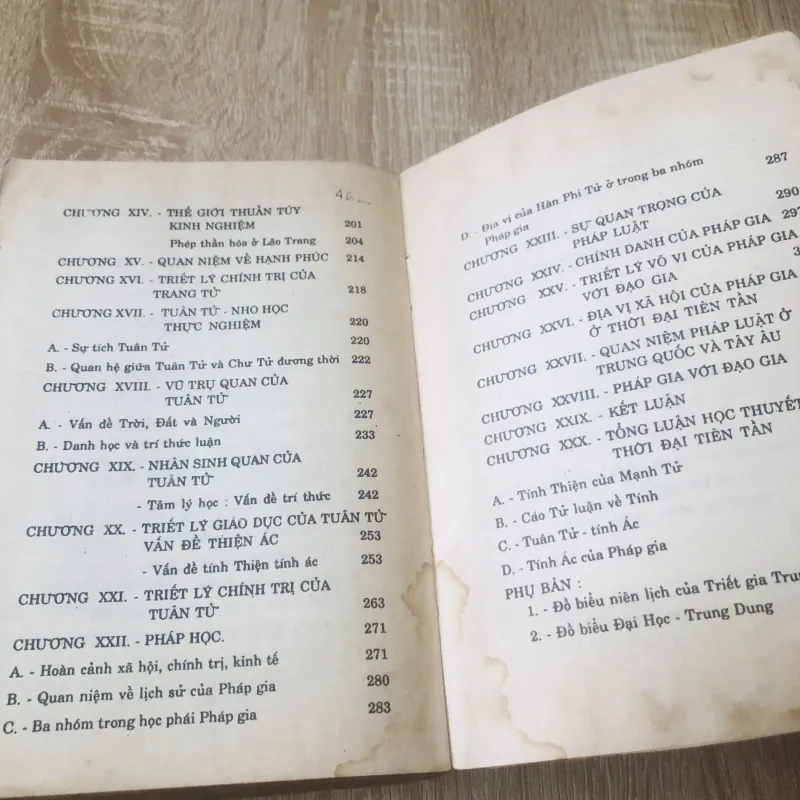 46
CHƯƠNG XIV. - THẾ GIỚI THUẦN TÚY
KINH NGHIỆM 201
Phép thần hóa ở Lão Trang 204
CHƯƠNG XV. - QUAN NIỆM VỀ HẠNH PHÚC 214
CHƯƠNG XVI. - TRIẾT LÝ CHÍNH TRỊ CỦA
TRANG TỬ 218
CHƯƠNG XVII. - TUÂN TỬ - NHO HỌC
THỰC NGHIỆM 220
A. - Sự tích Tuân Tử 220
B. - Quan hệ giữa Tuân Tử và Chư Tử đương thời 222
CHƯƠNG XVIII. - VŨ TRỤ QUAN CỦA
TUÂN TỬ 227
A. - Vấn đề Trời, Đất và Người 227
B. - Danh học và trí thức luận 233
CHƯƠNG XIX. - NHÂN SINH QUAN CỦA
TUÂN TỬ 242
- Tâm lý học : Vấn đề trí thức 242
CHƯƠNG XX. - TRIẾT LÝ GIÁO DỤC CỦA TUÂN TỬ
VẤN ĐỀ THIỆN ÁC 253
- Vấn đề tính Thiện tính ác 253
CHƯƠNG XXI. - TRIẾT LÝ CHÍNH TRỊ CỦA
TUÂN TỬ 263
CHƯƠNG XXII. - PHÁP HỌC. 271
A. - Hoàn cảnh xã hội, chính trị, kinh tế 271
B. - Quan niệm về lịch sử của Pháp gia 280
C. - Ba nhóm trong học phái Pháp gia 283
D. - Địa vị của Hàn Phi Tử ở trong ba nhóm
Pháp gia 287
CHƯƠNG XXIII. - SỰ QUAN TRỌNG CỦA
PHÁP LUẬT 290
CHƯƠNG XXIV. - CHÍNH DANH CỦA PHÁP GIA 297
CHƯƠNG XXV. - TRIẾT LÝ VÔ VI CỦA PHÁP GIA
VỚI ĐẠO GIA 3
CHƯƠNG XXVI. - ĐỊA VỊ XÃ HỘI CỦA PHÁP GIA
Ở THỜI ĐẠI TIÊN TẦN
CHƯƠNG XXVII. - QUAN NIỆM PHÁP LUẬT Ở
TRUNG QUỐC VÀ TÂY ÂU
CHƯƠNG XXVIII. - PHÁP GIA VỚI ĐẠO GIA
CHƯƠNG XXIX. - KẾT LUẬN
CHƯƠNG XXX. - TỔNG LUẬN HỌC THUYẾT
THỜI ĐẠI TIÊN TẦN
A. - Tính Thiện của Mạnh Tử
B. - Cáo Tử luận về Tính
C. - Tuân Tử - tính Ác
D. - Tính Ác của Pháp gia
PHỤ BẢN :
1. - Đồ biểu niên lịch của Triết gia Trun
2. - Đồ biểu Đại Học - Trung Dung